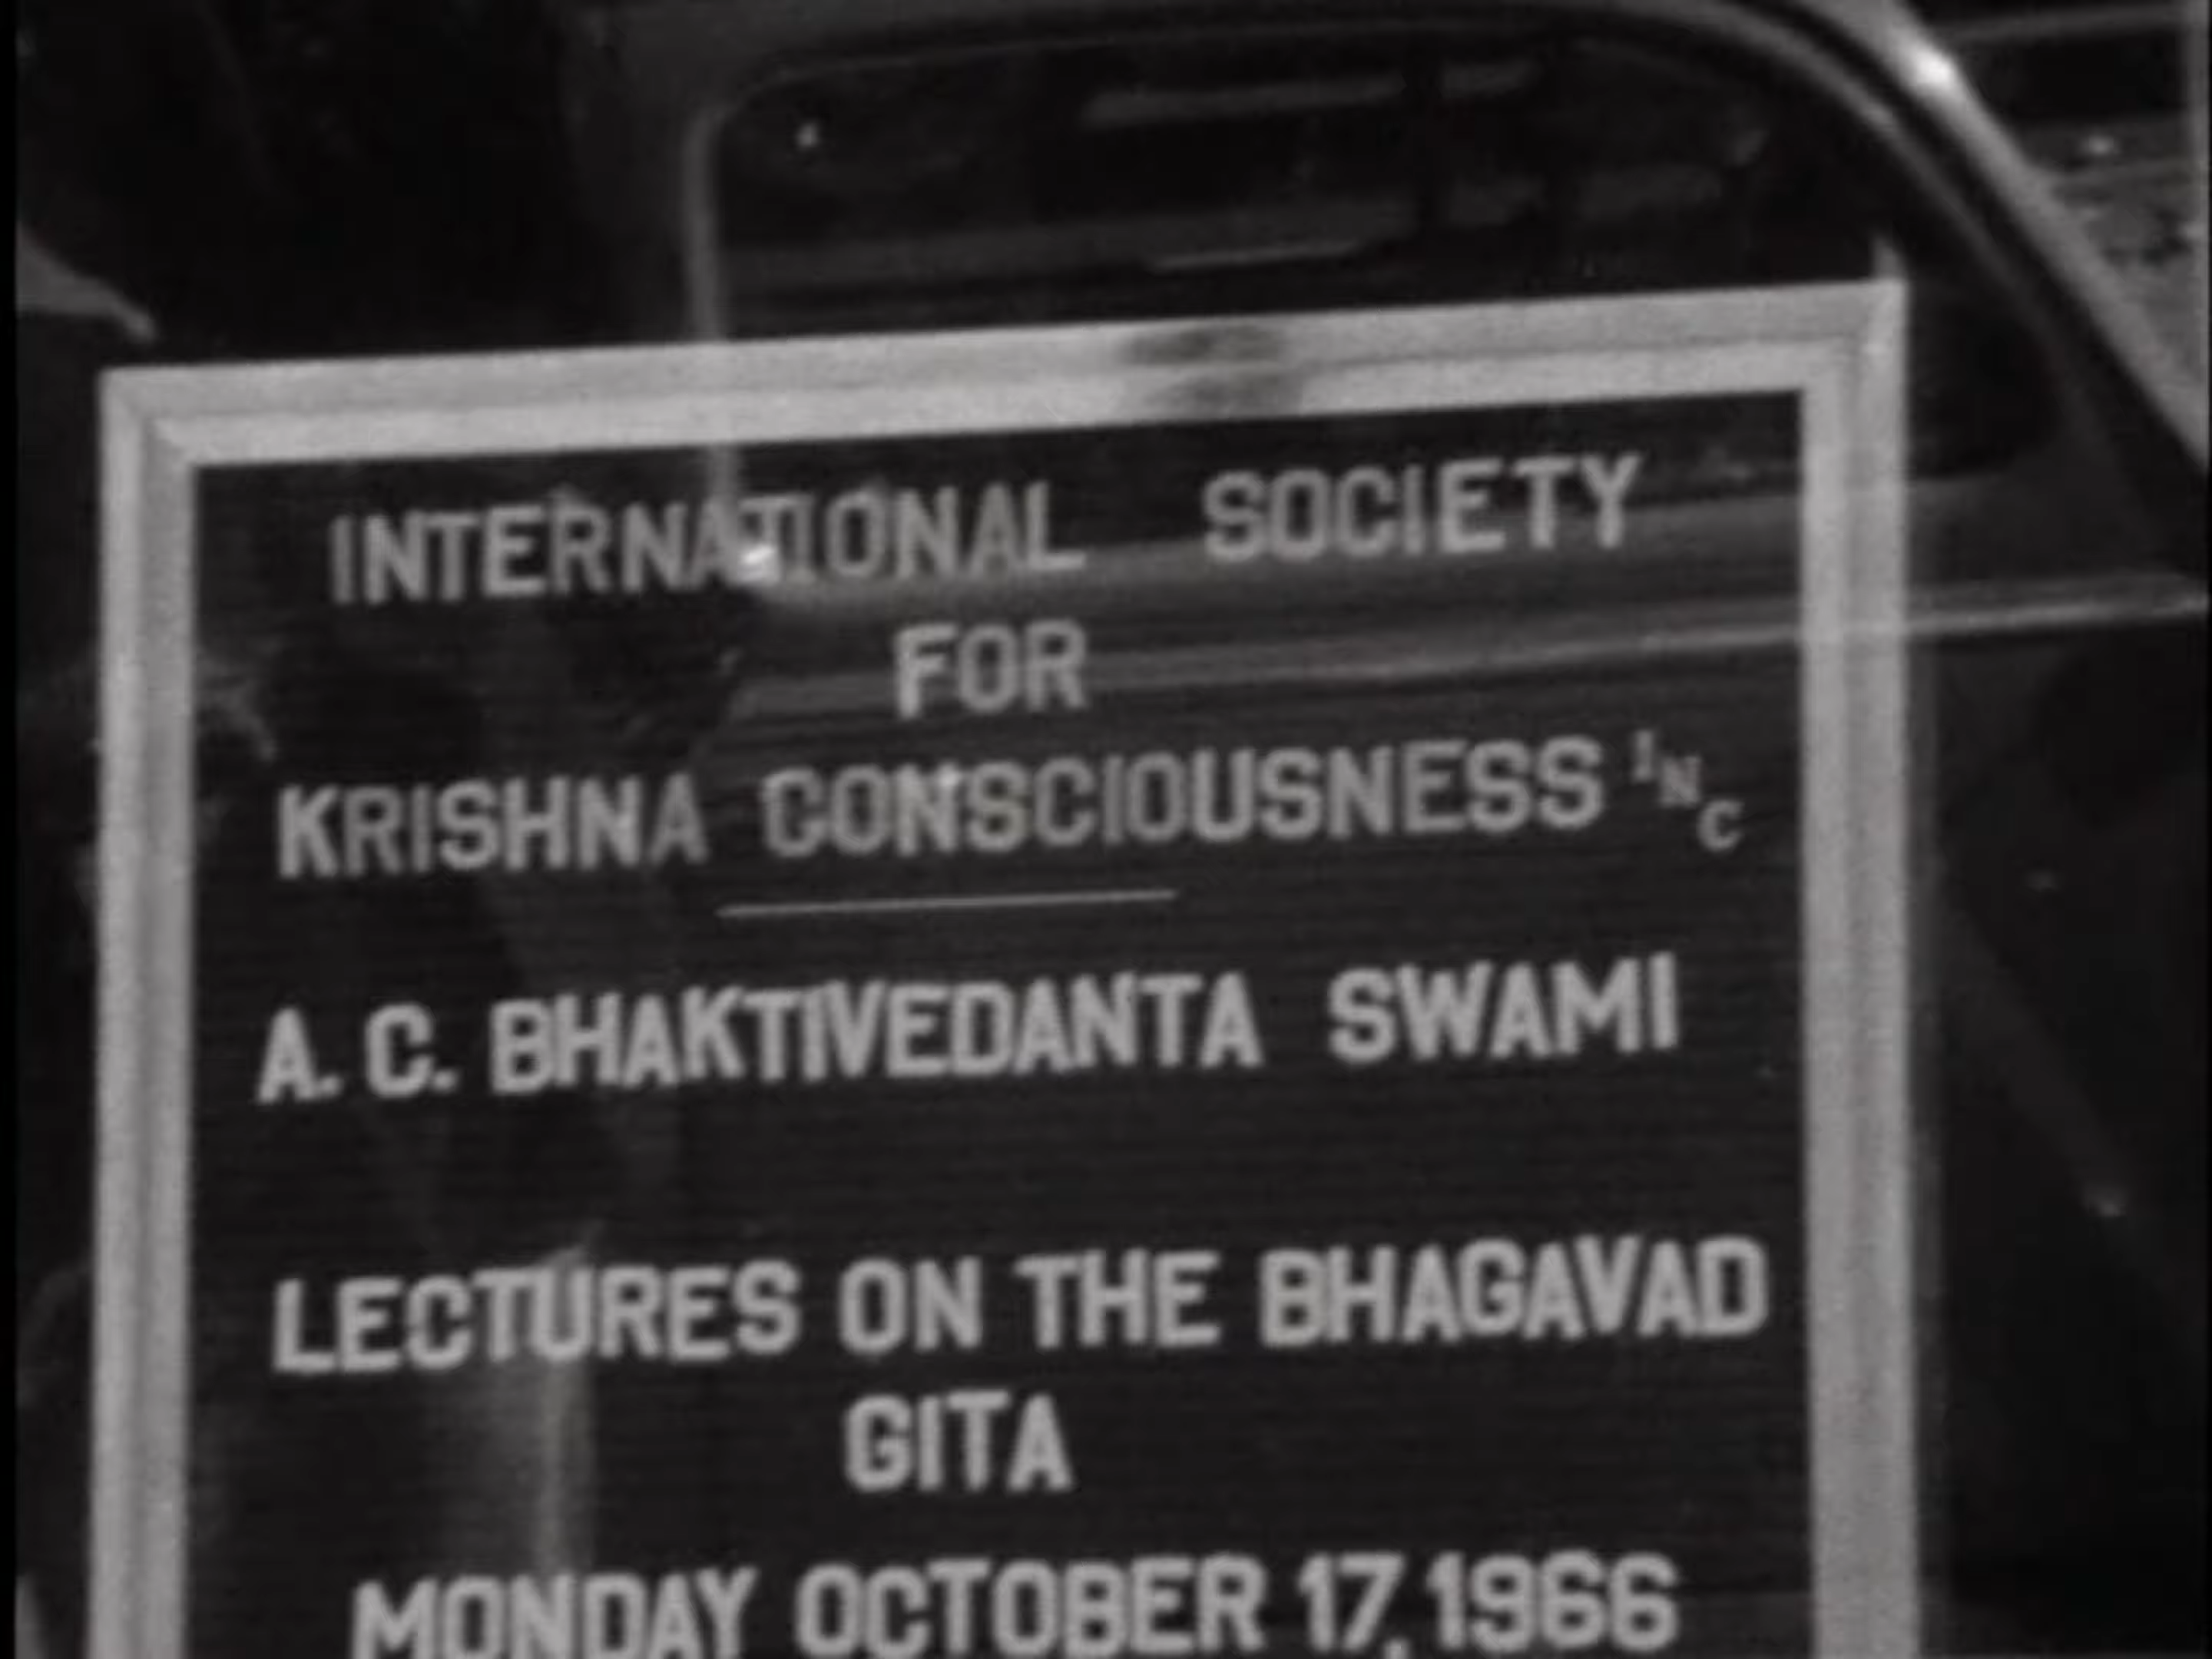 INTERNATIONAL SOCIETY
FOR
KRISHNA CONSCIOUSNESS INC
A. C. BHAKTIVEDANTA SWAMI
LECTURES ON THE BHAGAVAD
GITA
MONDAY OCTOBER 17, 1966